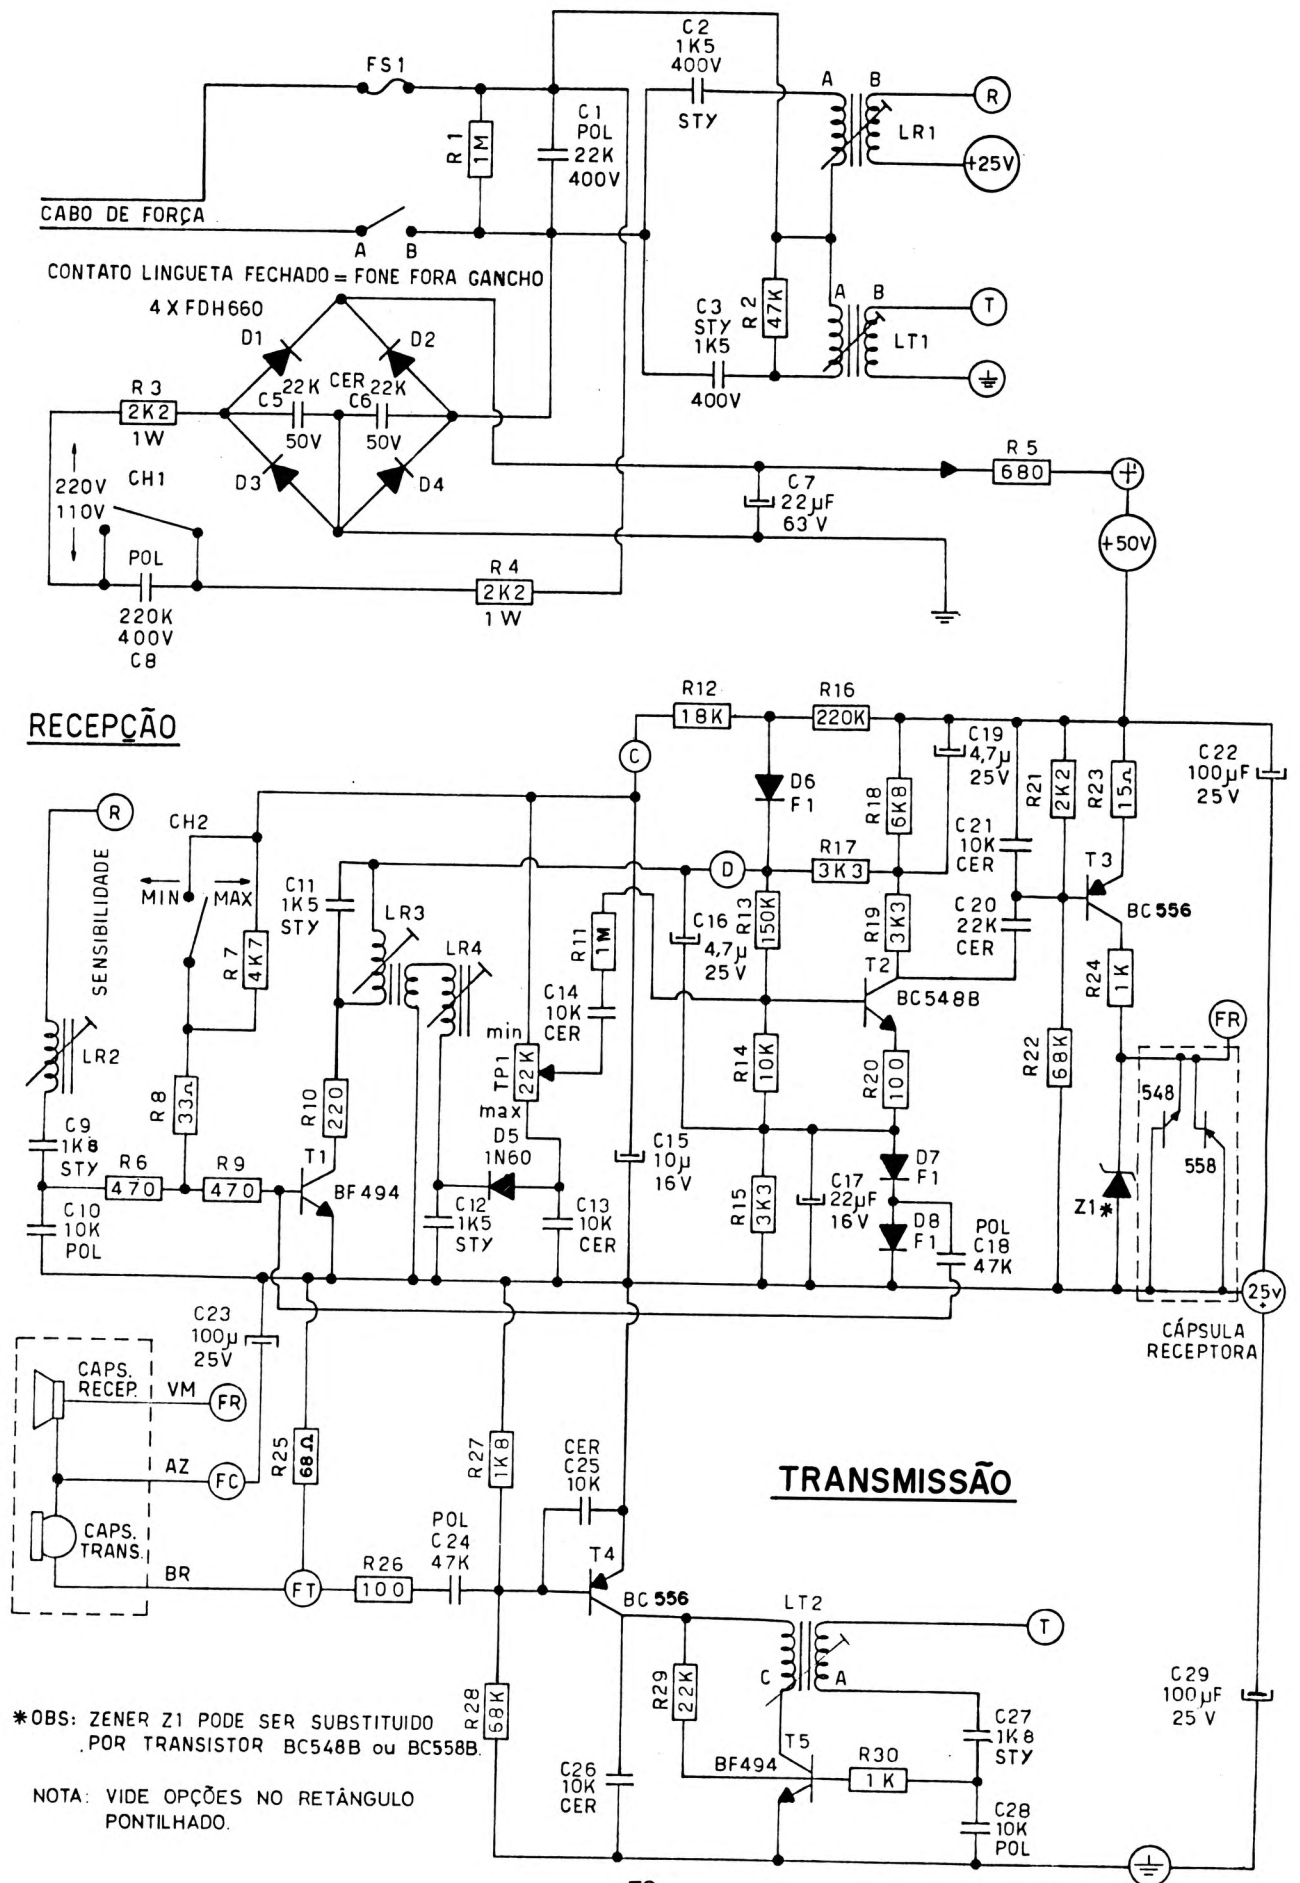 C2
1K5
400V
STY
FS1
R1
1M
C1
POL
22K
400V
A
B
LR1
R
+25V
CABO DE FORÇA
A
B
CONTATO LINGUETA FECHADO = FONE FORA GANCHO
4 X FDH660
D1
D2
C3
STY
1K5
400V
R2
47K
A
B
LT1
T
R3
2K2
1W
22K
CER
22K
C5
C6
50V
50V
D3
D4
220V
110V
CH1
POL
220K
400V
C8
R4
2K2
1W
C7
22µF
63V
R5
680
+
+50V
RECEPÇÃO
R12
18K
R16
220K
C
C19
4,7µ
25V
C22
100µF
25V
D6
F1
R18
6K8
R21
2K2
R23
15Ω
R
CH2
MIN
MAX
SENSIBILIDADE
R7
4K7
C11
1K5
STY
LR3
LR4
D
R17
3K3
C21
10K
CER
T3
BC556
C16
4,7µ
25V
R13
150K
R19
3K3
C20
22K
CER
R11
1M
C14
10K
CER
T2
BC548B
R24
1K
FR
LR2
min
TP1
22K
max
R14
10K
R20
100
R22
68K
R8
33Ω
R10
220
548
558
C9
1K8
STY
D5
1N60
R6
470
R9
470
T1
BF494
C15
10µ
16V
D7
F1
C10
10K
POL
C12
1K5
STY
C13
10K
CER
R15
3K3
C17
22µF
16V
D8
F1
POL
C18
47K
Z1*
25V
+
CÁPSULA
RECEPTORA
C23
100µ
25V
CAPS.
RECEP.
VM
FR
R25
68Ω
R27
1K8
CER
C25
10K
AZ
FC
TRANSMISSÃO
CAPS.
TRANS.
BR
FT
R26
100
POL
C24
47K
T4
BC556
LT2
C
A
T
R29
22K
R28
68K
C29
100µF
25V
C27
1K8
STY
*OBS: ZENER Z1 PODE SER SUBSTITUIDO
POR TRANSISTOR BC548B ou BC558B.
NOTA: VIDE OPÇÕES NO RETÂNGULO
PONTILHADO.
C26
10K
CER
BF494
T5
R30
1K
C28
10K
POL